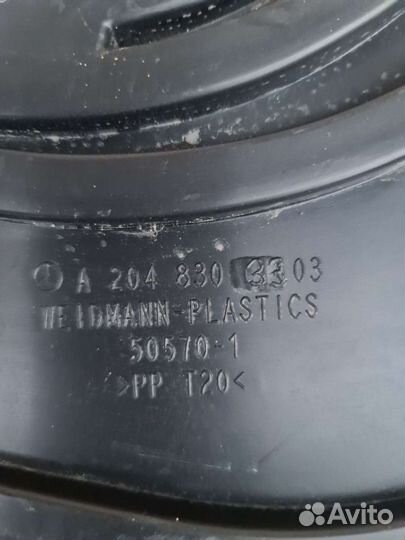 A 204 830 33 03
WEIDMANN-PLASTICS
50570-1
>PP T20<
Avito